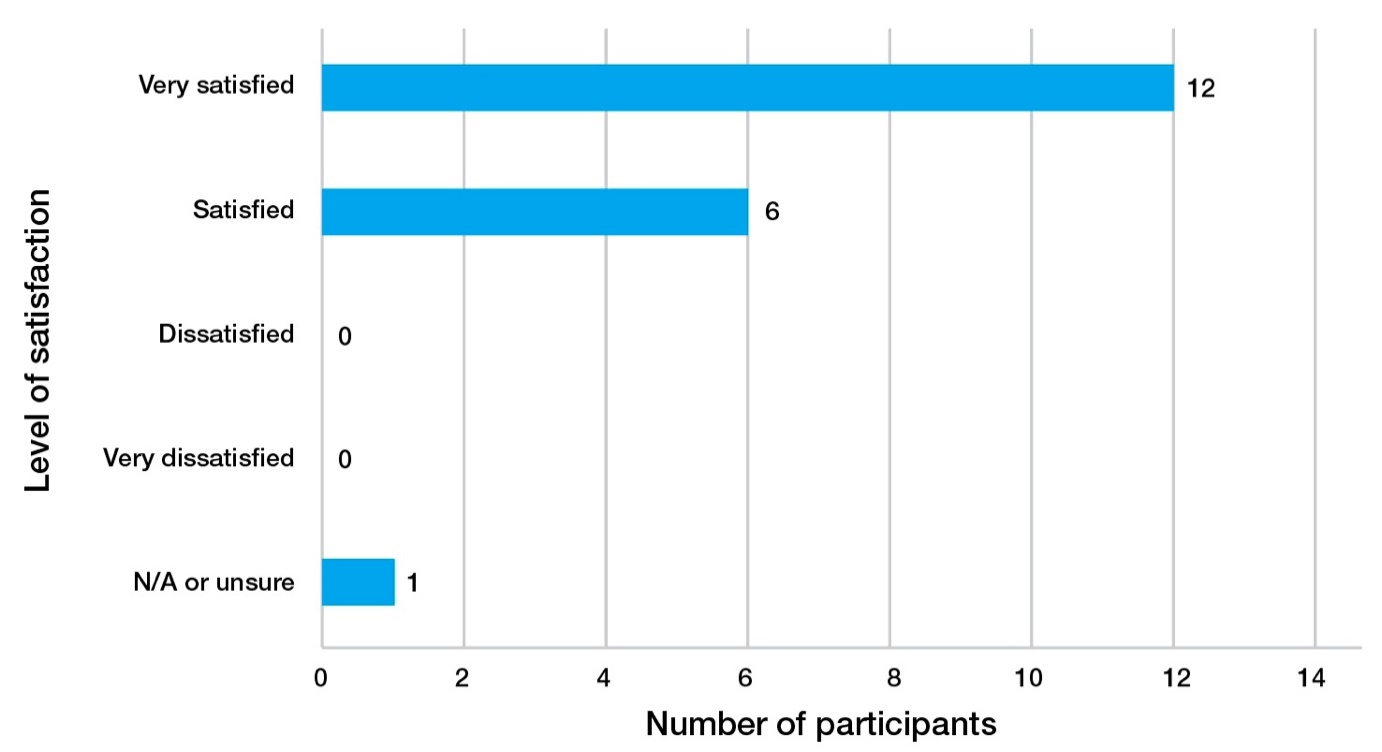 Level of satisfaction
Very satisfied
12
Satisfied
6
Dissatisfied
0
Very dissatisfied
0
N/A or unsure
1
0 2 4 6 8 10 12 14
Number of participants